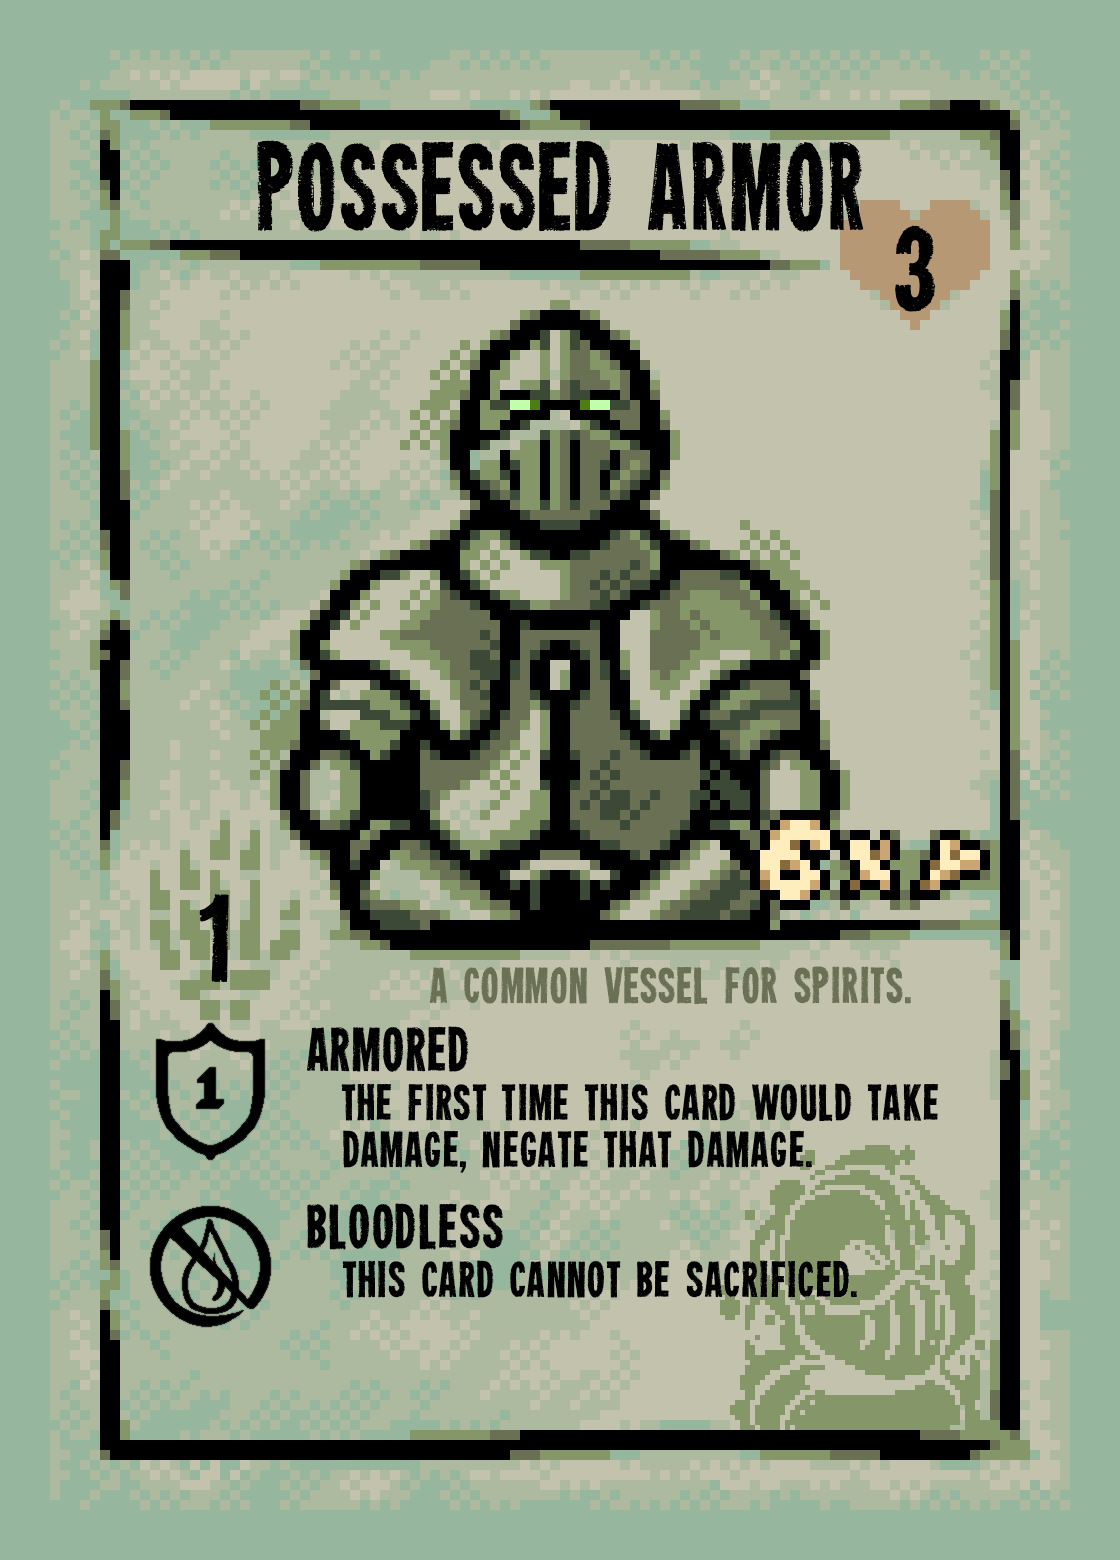 POSSESSED ARMOR
3
6X
1
A COMMON VESSEL FOR SPIRITS.
ARMORED
1
THE FIRST TIME THIS CARD WOULD TAKE
DAMAGE, NEGATE THAT DAMAGE.
BLOODLESS
THIS CARD CANNOT BE SACRIFICED.